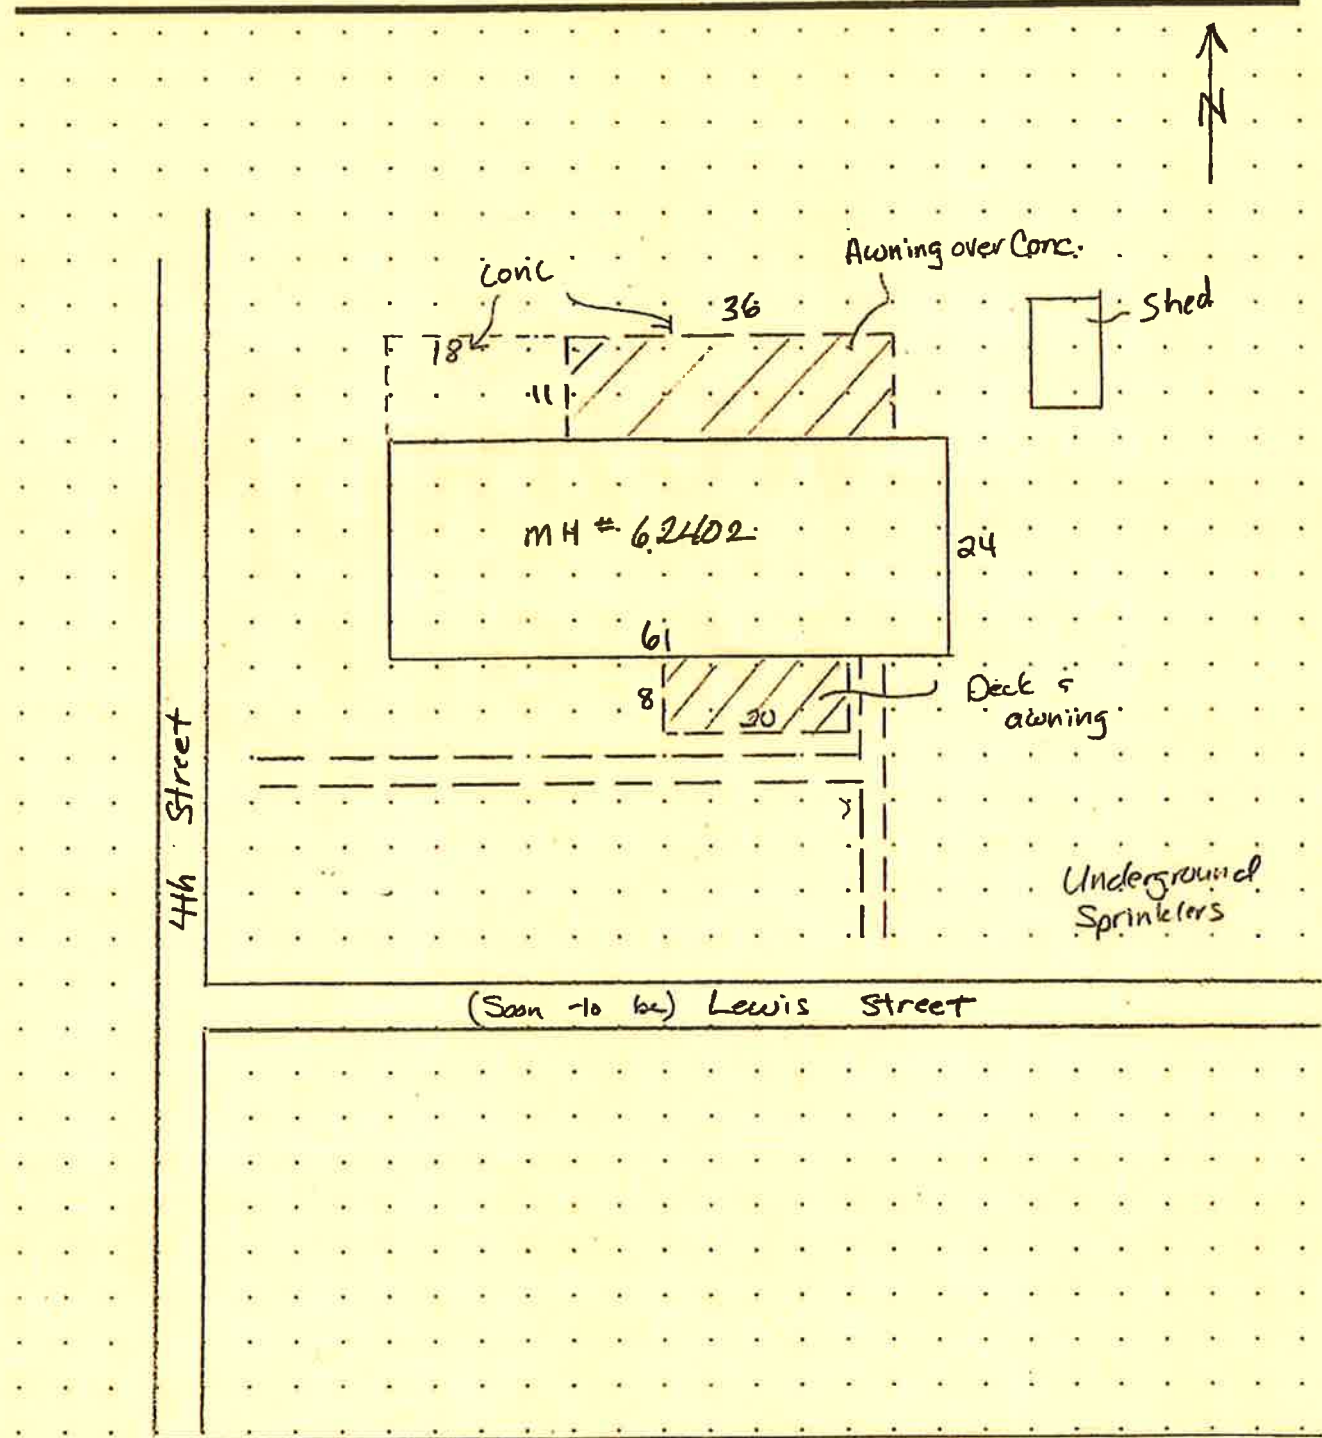 N
Awning over Conc.
Conc
36
Shed
18
11
MH # 62402
24
61
8
20
Deck &
awning
4th Street
Underground
Sprinklers
(Soon to be) Lewis Street